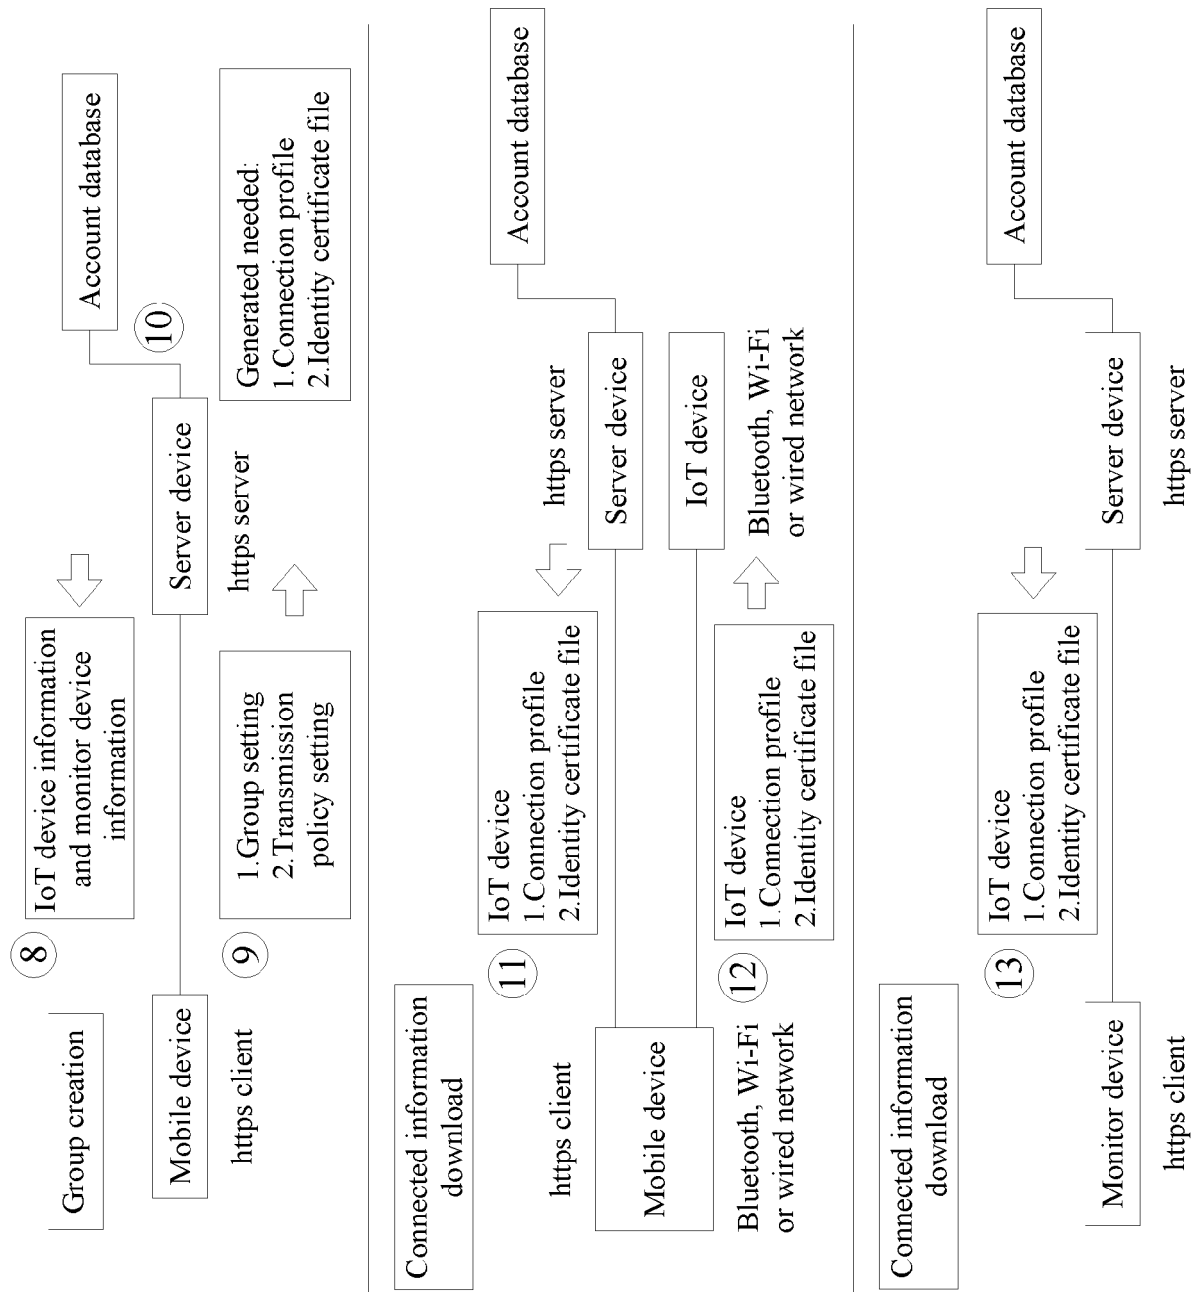 Group creation
8
IoT device information
and monitor device
information
Account database
10
Mobile device
https client
Server device
https server
9
1.Group setting
2.Transmission
policy setting
Generated needed:
1.Connection profile
2.Identity certificate file
Connected information
download
11
IoT device
1.Connection profile
2.Identity certificate file
Account database
https client
https server
Mobile device
Server device
IoT device
Bluetooth, Wi-Fi
or wired network
12
IoT device
1.Connection profile
2.Identity certificate file
Bluetooth, Wi-Fi
or wired network
Connected information
download
13
IoT device
1.Connection profile
2.Identity certificate file
Account database
Monitor device
https client
Server device
https server